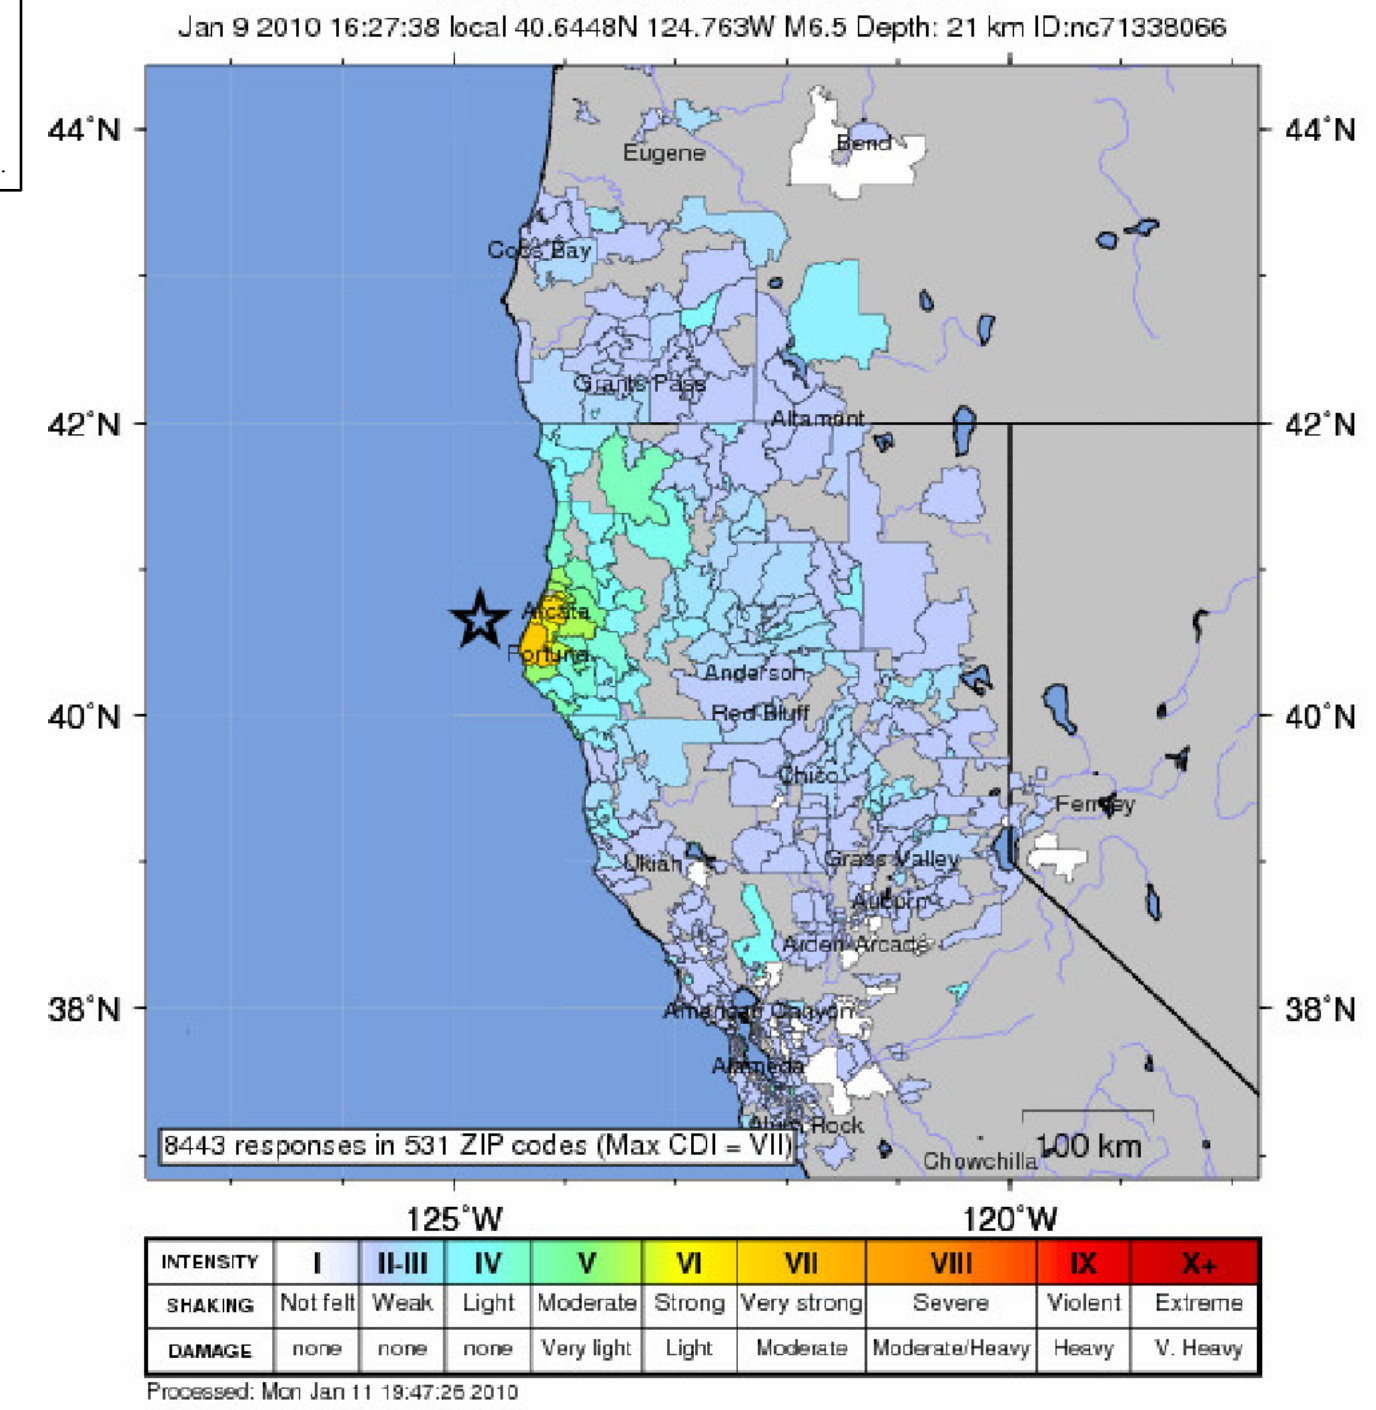 Jan 9 2010 16:27:38 local 40.6448N 124.763W M6.5 Depth: 21 km ID:nc71338066
44˚N
44˚N
Bend
Eugene
Coos Bay
Grants Pass
Altamont
42˚N
42˚N
Arcata
Fortuna
Anderson
Red Bluff
40˚N
40˚N
Chico
Fernley
Ukiah
Grass Valley
Auburn
Arden-Arcade
38˚N
38˚N
American Canyon
Alameda
Alum Rock
8443 responses in 531 ZIP codes (Max CDI = VII)
100 km
Chowchilla
125˚W
120˚W
INTENSITY I II-III IV V VI VII VIII IX X+
SHAKING Not felt Weak Light Moderate Strong Very strong Severe Violent Extreme
DAMAGE none none none Very light Light Moderate Moderate/Heavy Heavy V. Heavy
Processed: Mon Jan 11 19:47:26 2010